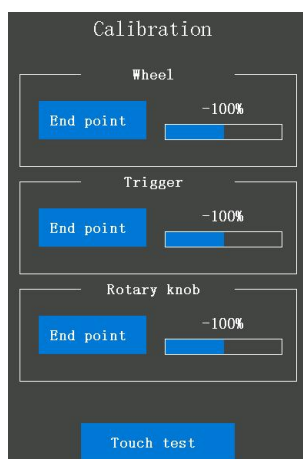 Calibration
Wheel
-100%
End point
Trigger
-100%
End point
Rotary knob
-100%
End point
Touch test